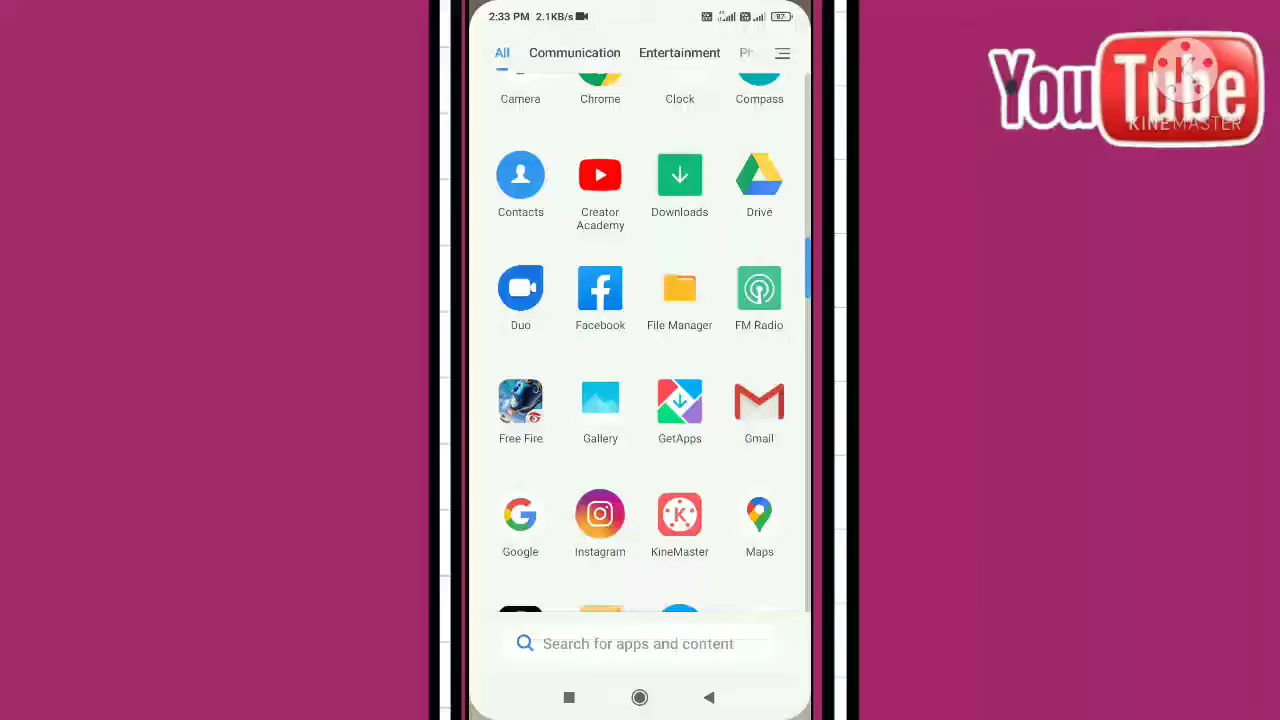 2:33 PM 2.1KB/s 97
All Communication Entertainment
Camera Chrome Clock Compass
Contacts Creator Academy Downloads Drive
Duo Facebook File Manager FM Radio
Free Fire Gallery GetApps Gmail
Google Instagram KineMaster Maps
Search for apps and content
YouTube
KINEMASTER